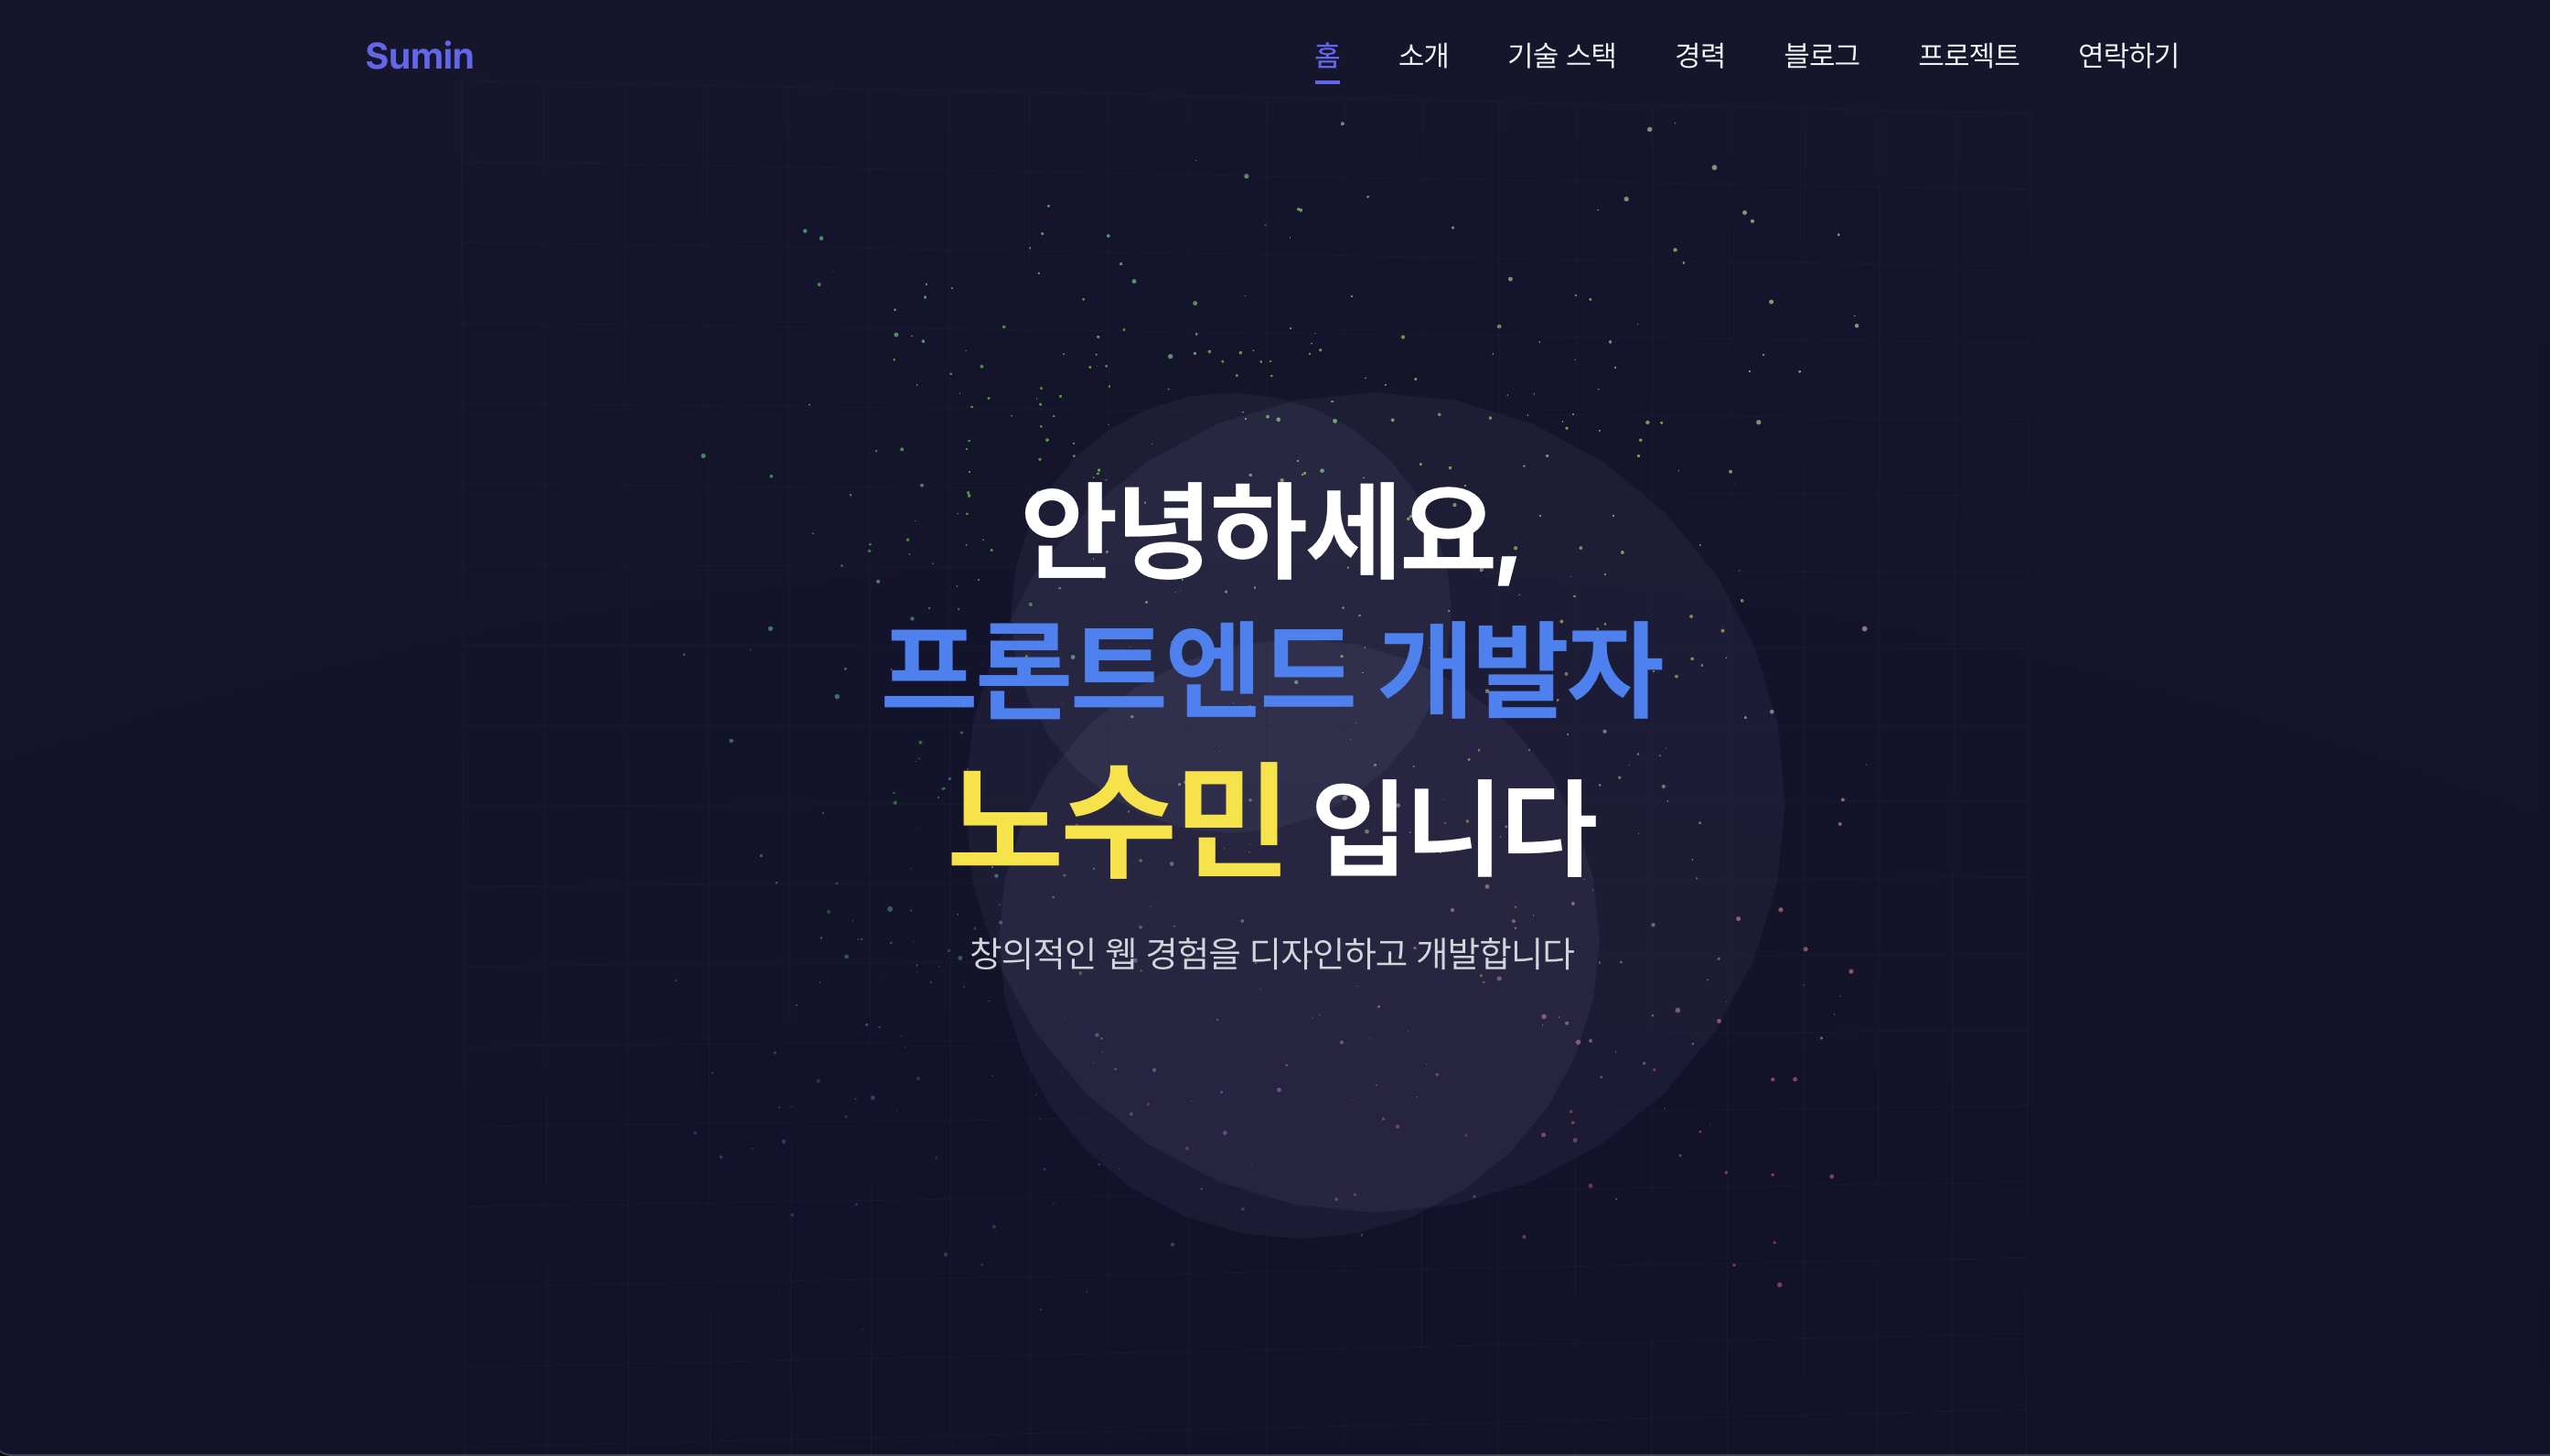 Sumin
홈 소개 기술 스택 경력 블로그 프로젝트 연락하기
안녕하세요,
프론트엔드 개발자
노수민 입니다
창의적인 웹 경험을 디자인하고 개발합니다